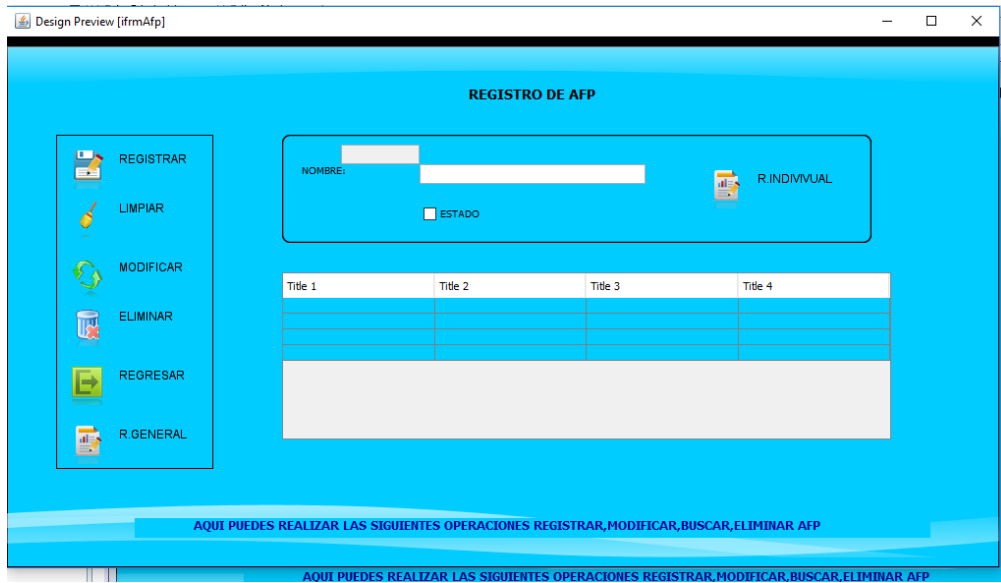 Design Preview [ifrmAfp]
REGISTRO DE AFP
REGISTRAR
LIMPIAR
MODIFICAR
ELIMINAR
REGRESAR
R.GENERAL
NOMBRE:
ESTADO
R.INDIVIVUAL
Title 1 Title 2 Title 3 Title 4
AQUI PUEDES REALIZAR LAS SIGUIENTES OPERACIONES REGISTRAR,MODIFICAR,BUSCAR,ELIMINAR AFP
AQUI PUEDES REALIZAR LAS SIGUIENTES OPERACIONES REGISTRAR,MODIFICAR,BUSCAR,ELIMINAR AFP